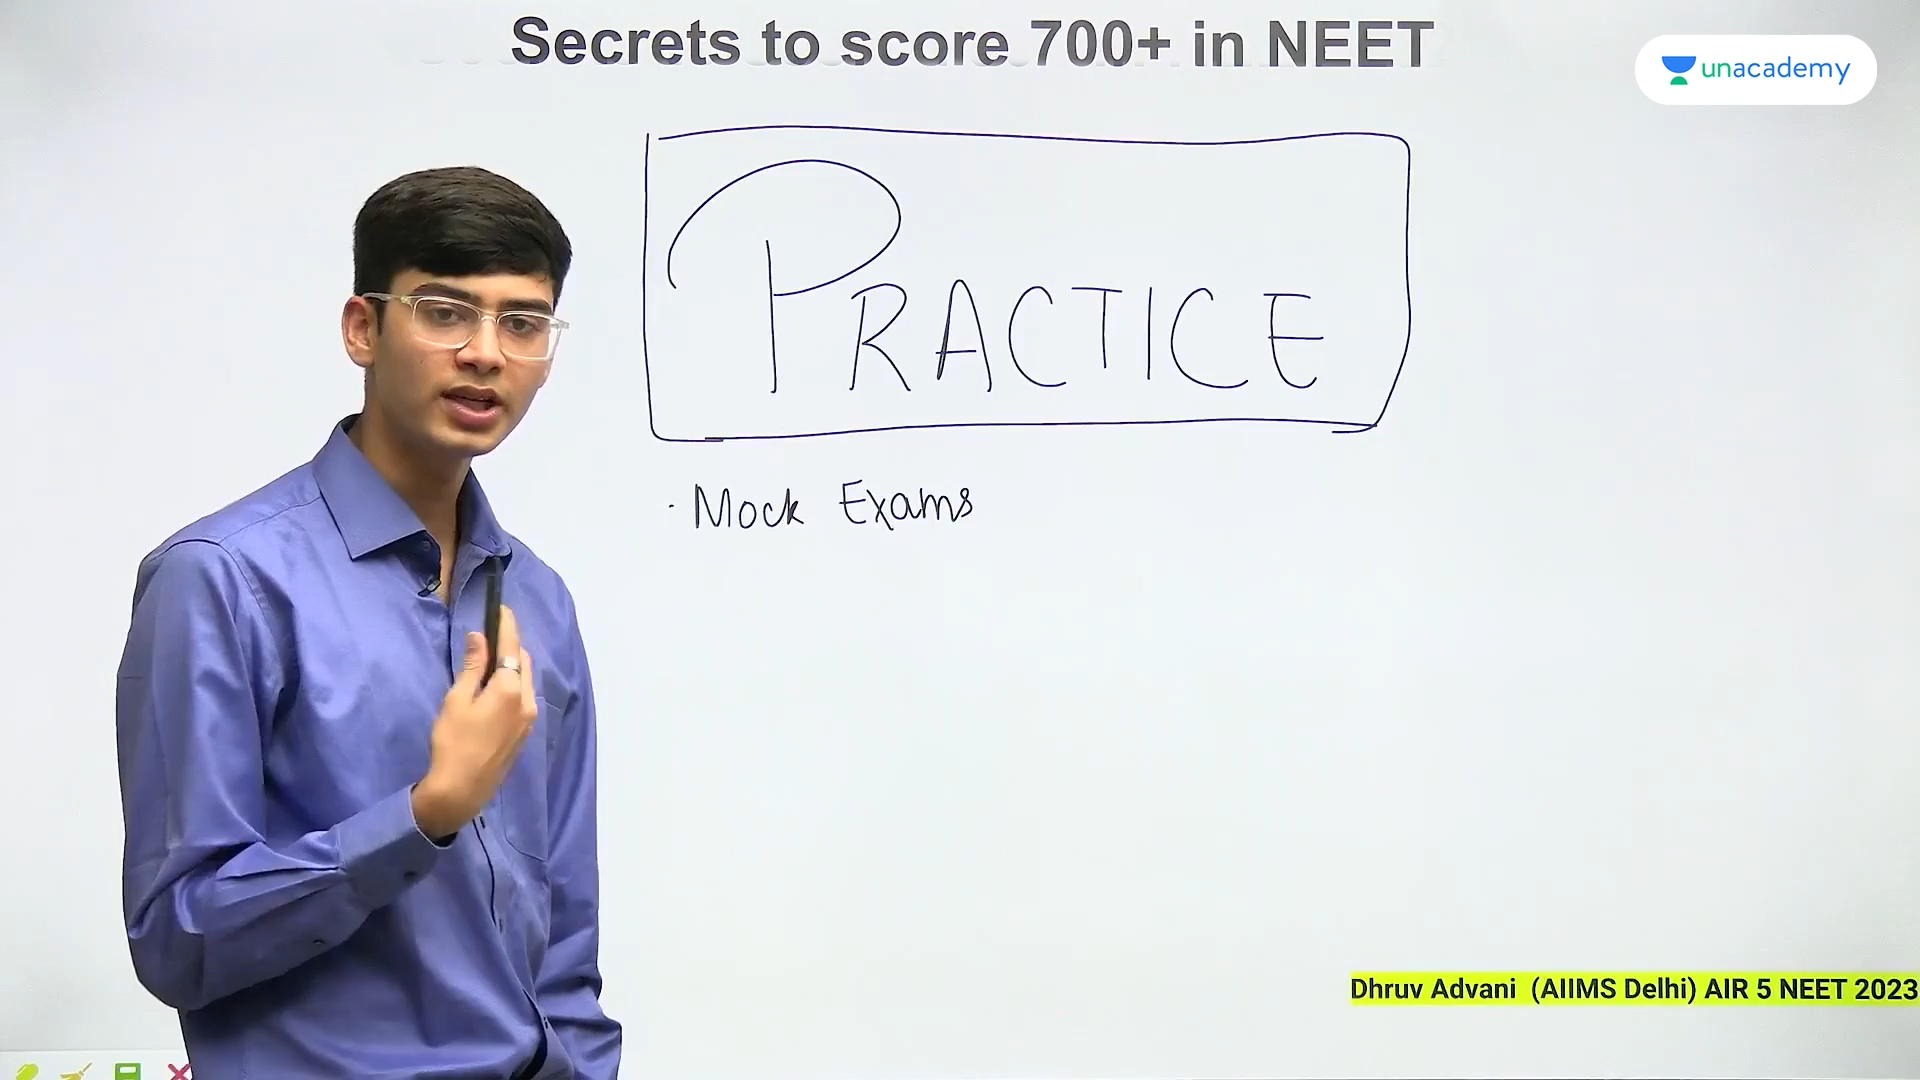 Secrets to score 700+ in NEET
unacademy
PRACTICE
· Mock Exams
Dhruv Advani (AIIMS Delhi) AIR 5 NEET 2023